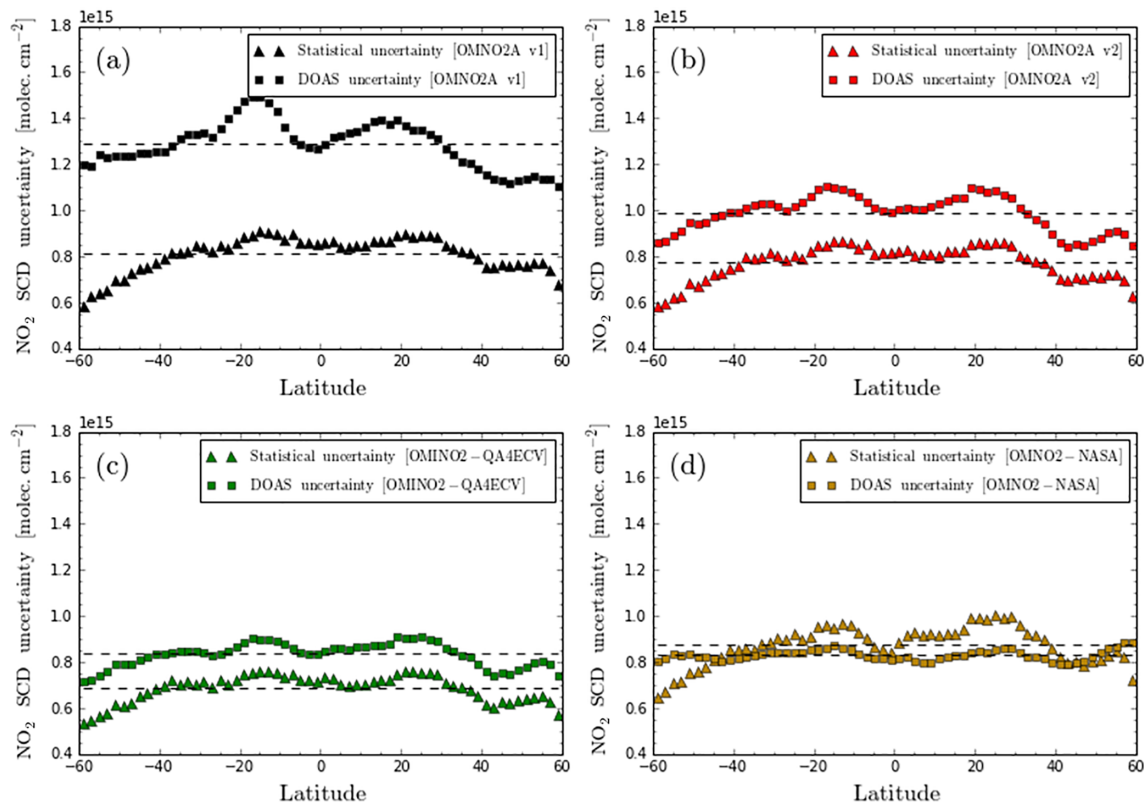 1e15
1.8
1.6
1.4
1.2
1.0
0.8
0.6
0.4
NO₂ SCD uncertainty [molec. cm⁻²]
(a)
Statistical uncertainty [OMNO2A v1]
DOAS uncertainty [OMNO2A v1]
−60 −40 −20 0 20 40 60
Latitude
1e15
1.8
1.6
1.4
1.2
1.0
0.8
0.6
0.4
NO₂ SCD uncertainty [molec. cm⁻²]
(b)
Statistical uncertainty [OMNO2A v2]
DOAS uncertainty [OMNO2A v2]
−60 −40 −20 0 20 40 60
Latitude
1e15
1.8
1.6
1.4
1.2
1.0
0.8
0.6
0.4
NO₂ SCD uncertainty [molec. cm⁻²]
(c)
Statistical uncertainty [OMINO2−QA4ECV]
DOAS uncertainty [OMINO2−QA4ECV]
−60 −40 −20 0 20 40 60
Latitude
1e15
1.8
1.6
1.4
1.2
1.0
0.8
0.6
0.4
NO₂ SCD uncertainty [molec. cm⁻²]
(d)
Statistical uncertainty [OMNO2−NASA]
DOAS uncertainty [OMNO2−NASA]
−60 −40 −20 0 20 40 60
Latitude